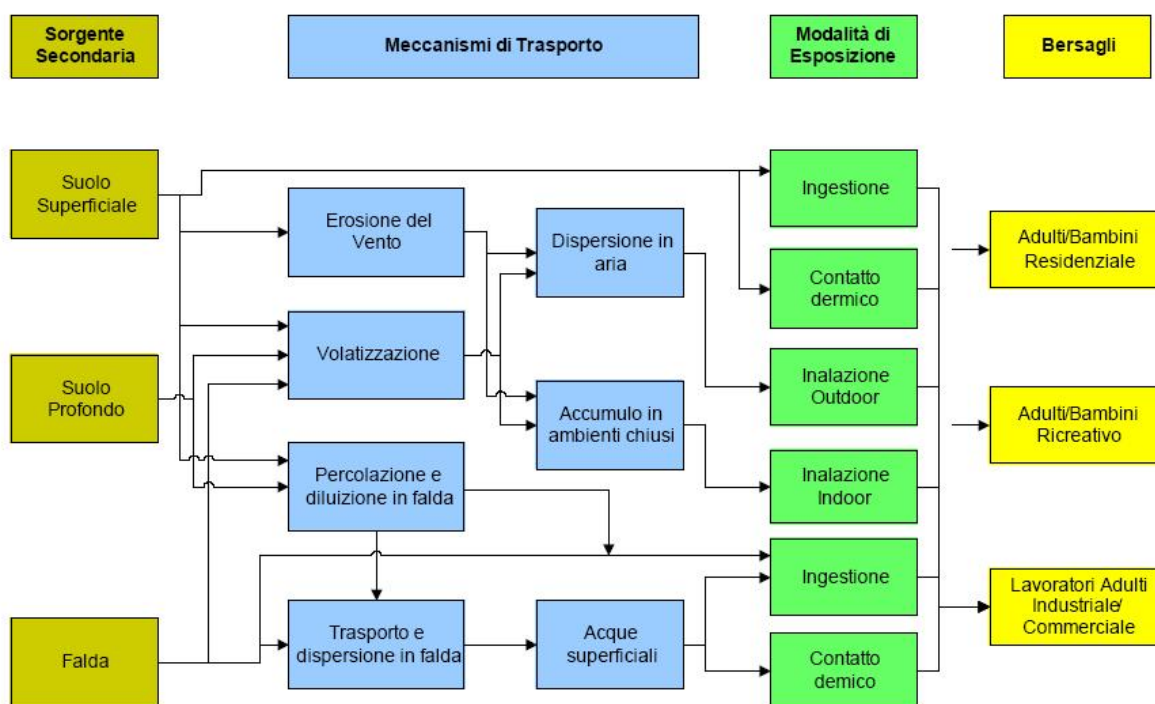 Sorgente
Secondaria
Meccanismi di Trasporto
Modalità di
Esposizione
Bersagli
Suolo
Superficiale
Erosione del
Vento
Dispersione in
aria
Ingestione
Adulti/Bambini
Residenziale
Contatto
dermico
Volatizzazione
Suolo
Profondo
Accumulo in
ambienti chiusi
Inalazione
Outdoor
Adulti/Bambini
Ricreativo
Percolazione e
diluizione in falda
Inalazione
Indoor
Ingestione
Lavoratori Adulti
Industriale/
Commerciale
Falda
Trasporto e
dispersione in falda
Acque
superficiali
Contatto
demico